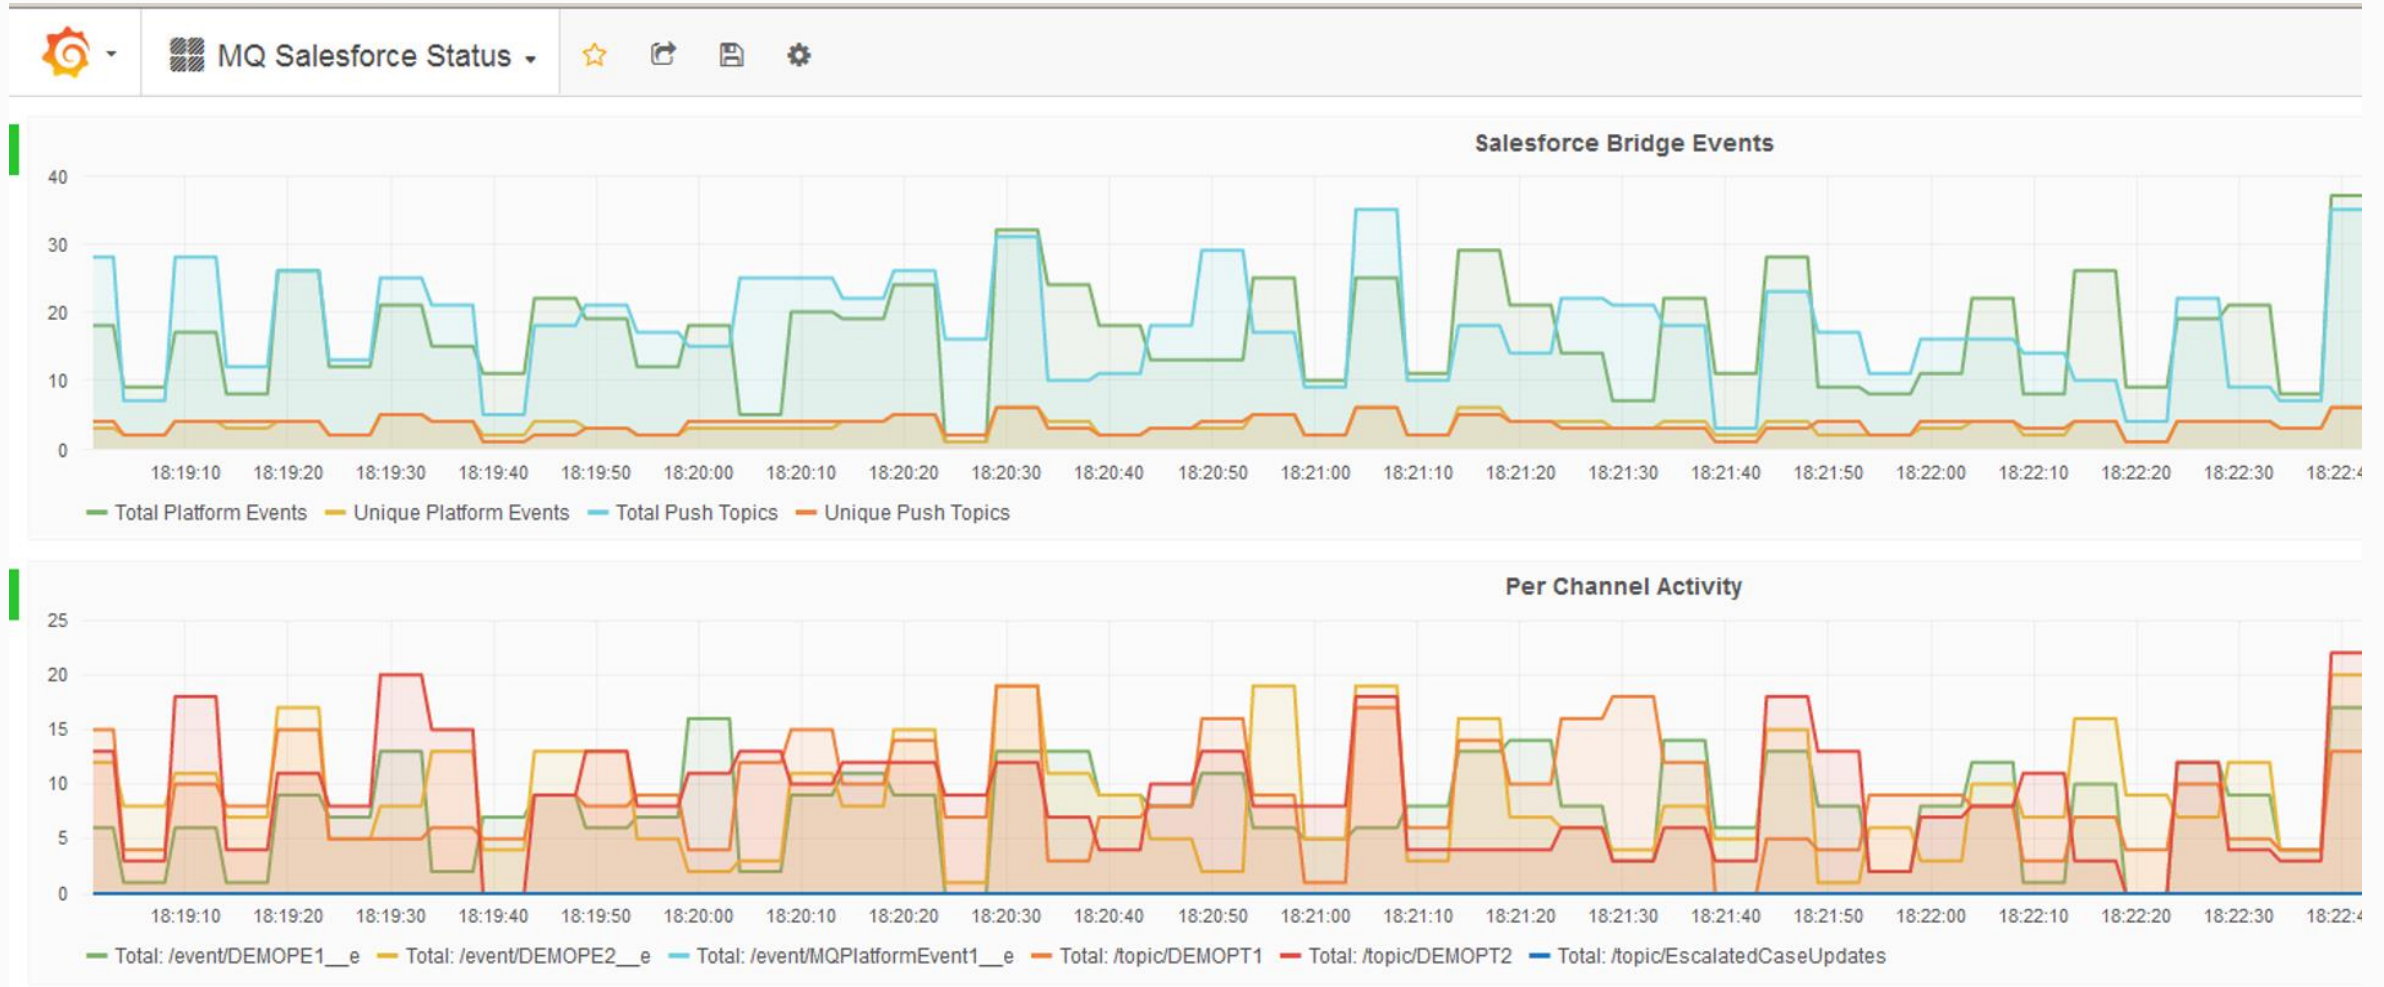 MQ Salesforce Status
Salesforce Bridge Events
40
30
20
10
0
18:19:10 18:19:20 18:19:30 18:19:40 18:19:50 18:20:00 18:20:10 18:20:20 18:20:30 18:20:40 18:20:50 18:21:00 18:21:10 18:21:20 18:21:30 18:21:40 18:21:50 18:22:00 18:22:10 18:22:20 18:22:30 18:22:4
Total Platform Events Unique Platform Events Total Push Topics Unique Push Topics
Per Channel Activity
25
20
15
10
5
0
18:19:10 18:19:20 18:19:30 18:19:40 18:19:50 18:20:00 18:20:10 18:20:20 18:20:30 18:20:40 18:20:50 18:21:00 18:21:10 18:21:20 18:21:30 18:21:40 18:21:50 18:22:00 18:22:10 18:22:20 18:22:30 18:22:4
Total: /event/DEMOPE1__e Total: /event/DEMOPE2__e Total: /event/MQPlatformEvent1__e Total: /topic/DEMOPT1 Total: /topic/DEMOPT2 Total: /topic/EscalatedCaseUpdates